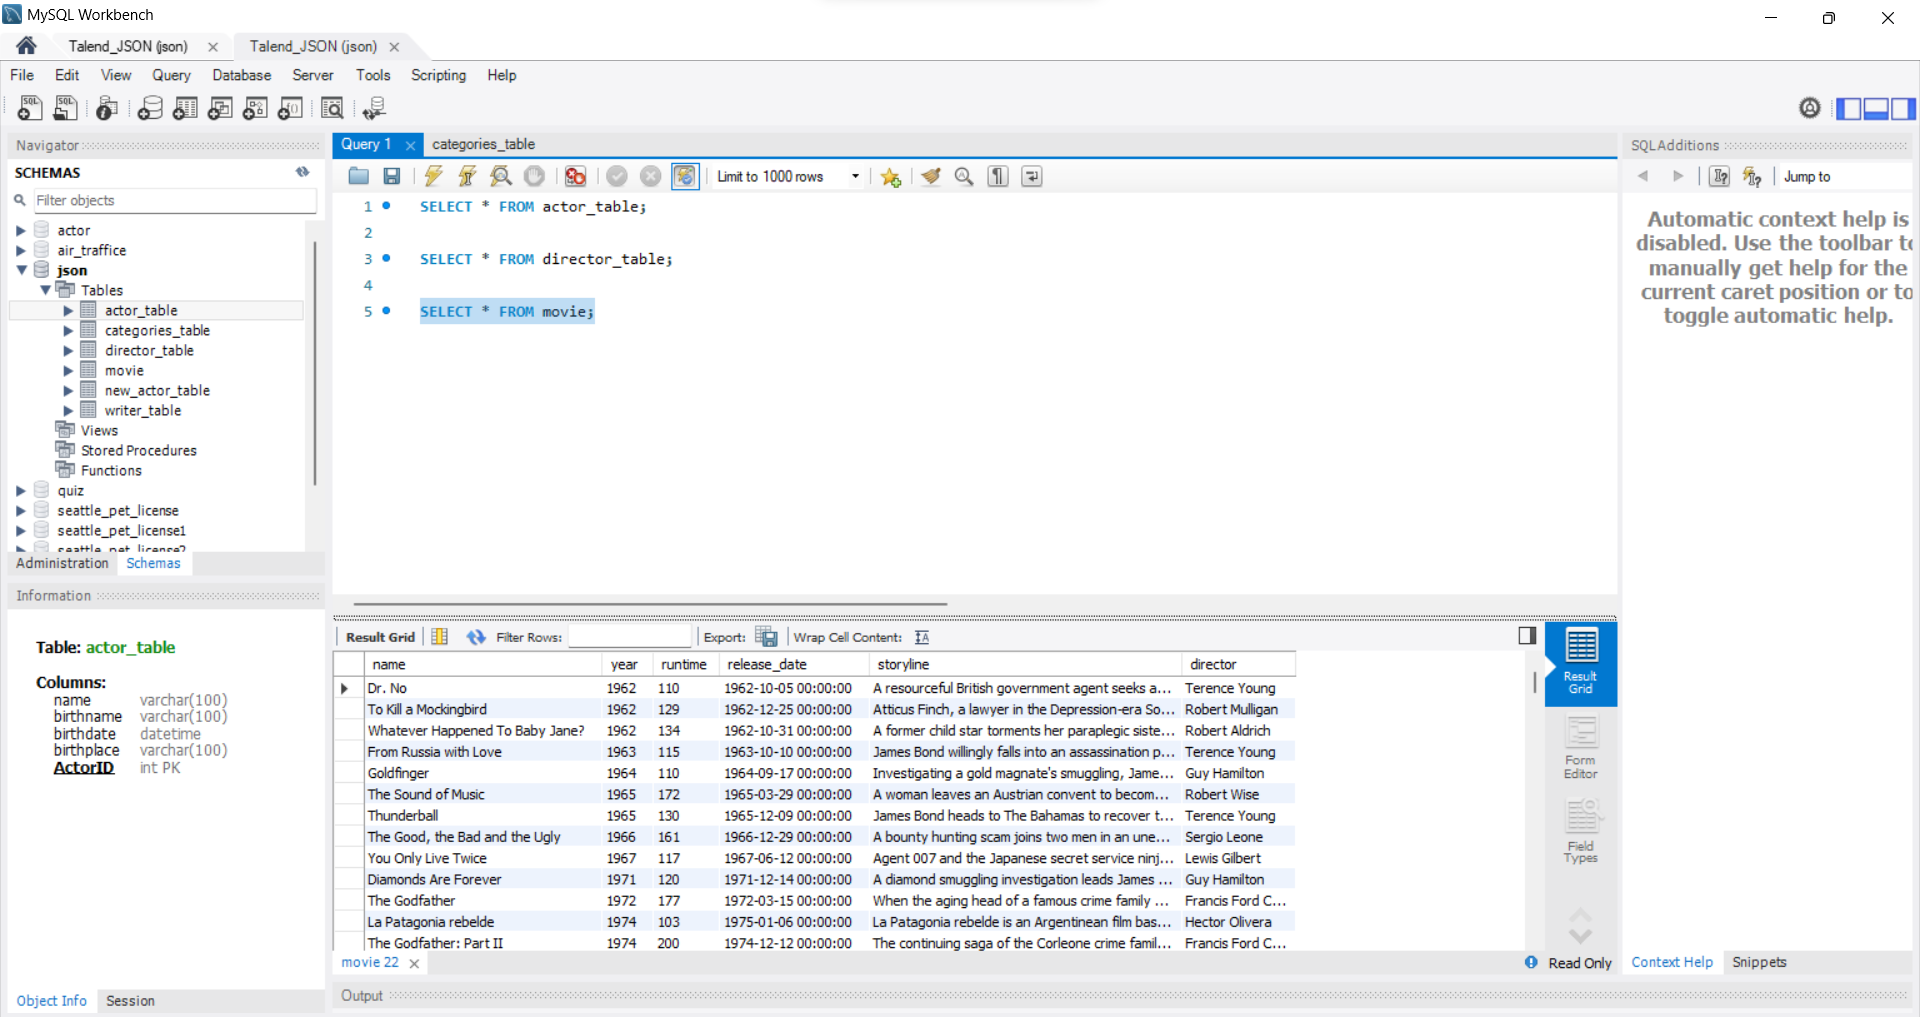 MySQL Workbench
Talend_JSON (json)
Talend_JSON (json)
File Edit View Query Database Server Tools Scripting Help
Navigator
SCHEMAS
Filter objects
actor
air_traffice
json
Tables
actor_table
categories_table
director_table
movie
new_actor_table
writer_table
Views
Stored Procedures
Functions
quiz
seattle_pet_license
seattle_pet_license1
seattle_pet_license2
Administration Schemas
Information
Table: actor_table
Columns:
name varchar(100)
birthname varchar(100)
birthdate datetime
birthplace varchar(100)
ActorID int PK
Object Info Session
Query 1 categories_table
Limit to 1000 rows
1 SELECT * FROM actor_table;
2
3 SELECT * FROM director_table;
4
5 SELECT * FROM movie;
Result Grid Filter Rows: Export: Wrap Cell Content:
name year runtime release_date storyline director
Dr. No 1962 110 1962-10-05 00:00:00 A resourceful British government agent seeks a... Terence Young
To Kill a Mockingbird 1962 129 1962-12-25 00:00:00 Atticus Finch, a lawyer in the Depression-era So... Robert Mulligan
Whatever Happened To Baby Jane? 1962 134 1962-10-31 00:00:00 A former child star torments her paraplegic siste... Robert Aldrich
From Russia with Love 1963 115 1963-10-10 00:00:00 James Bond willingly falls into an assassination p... Terence Young
Goldfinger 1964 110 1964-09-17 00:00:00 Investigating a gold magnate's smuggling, Jame... Guy Hamilton
The Sound of Music 1965 172 1965-03-29 00:00:00 A woman leaves an Austrian convent to becom... Robert Wise
Thunderball 1965 130 1965-12-09 00:00:00 James Bond heads to The Bahamas to recover t... Terence Young
The Good, the Bad and the Ugly 1966 161 1966-12-29 00:00:00 A bounty hunting scam joins two men in an une... Sergio Leone
You Only Live Twice 1967 117 1967-06-12 00:00:00 Agent 007 and the Japanese secret service ninj... Lewis Gilbert
Diamonds Are Forever 1971 120 1971-12-14 00:00:00 A diamond smuggling investigation leads James ... Guy Hamilton
The Godfather 1972 177 1972-03-15 00:00:00 When the aging head of a famous crime family ... Francis Ford C...
La Patagonia rebelde 1974 103 1975-01-06 00:00:00 La Patagonia rebelde is an Argentinean film bas... Hector Olivera
The Godfather: Part II 1974 200 1974-12-12 00:00:00 The continuing saga of the Corleone crime famil... Francis Ford C...
Result
Grid
Form
Editor
Field
Types
movie 22
Read Only
Output
SQLAdditions
Jump to
Automatic context help is
disabled. Use the toolbar to
manually get help for the
current caret position or to
toggle automatic help.
Context Help Snippets